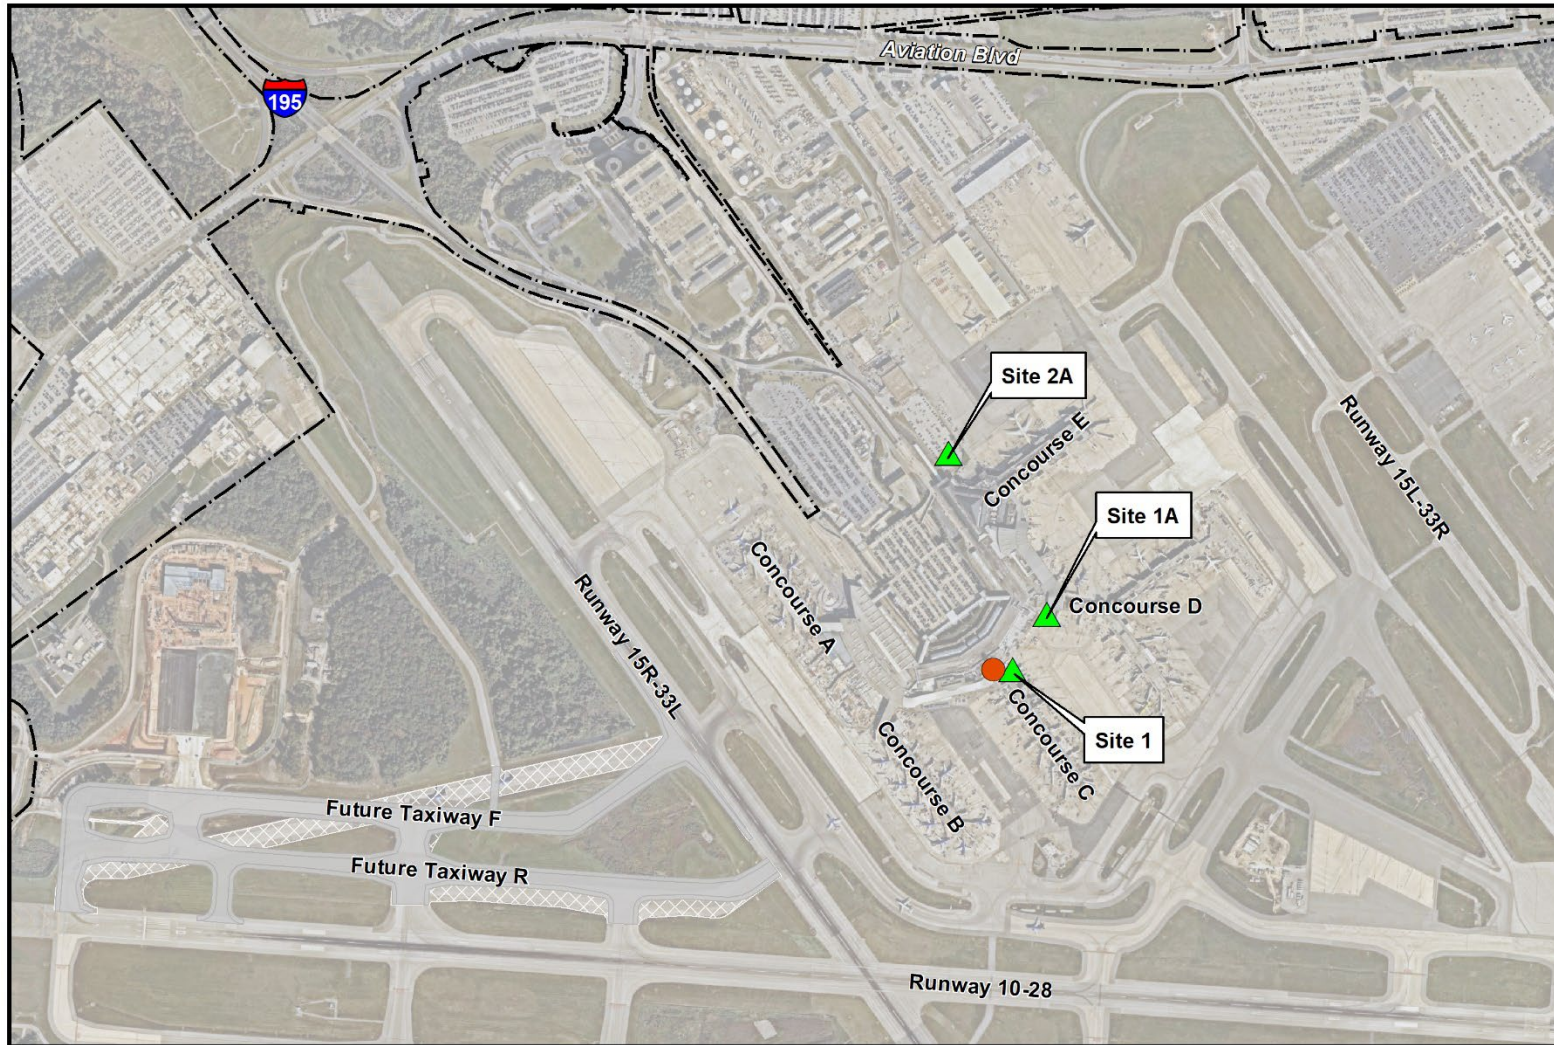 Aviation Blvd
195
Site 2A
Concourse E
Runway 15L-33R
Site 1A
Concourse A
Concourse D
Runway 15R-33L
Concourse C
Site 1
Concourse B
Future Taxiway F
Future Taxiway R
Runway 10-28